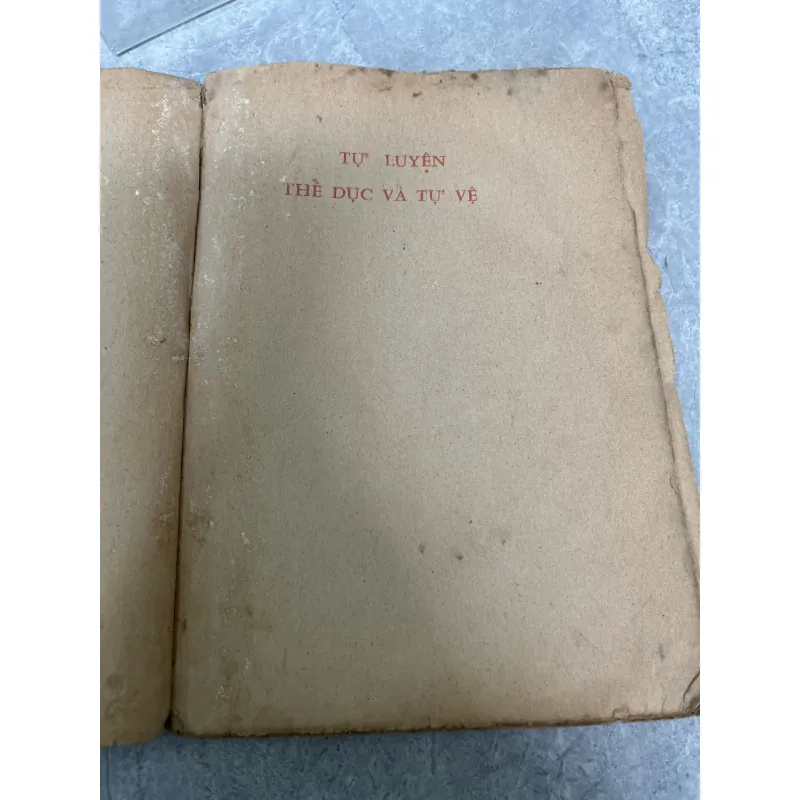 TỰ LUYỆN
THỂ DỤC VÀ TỰ VỆ